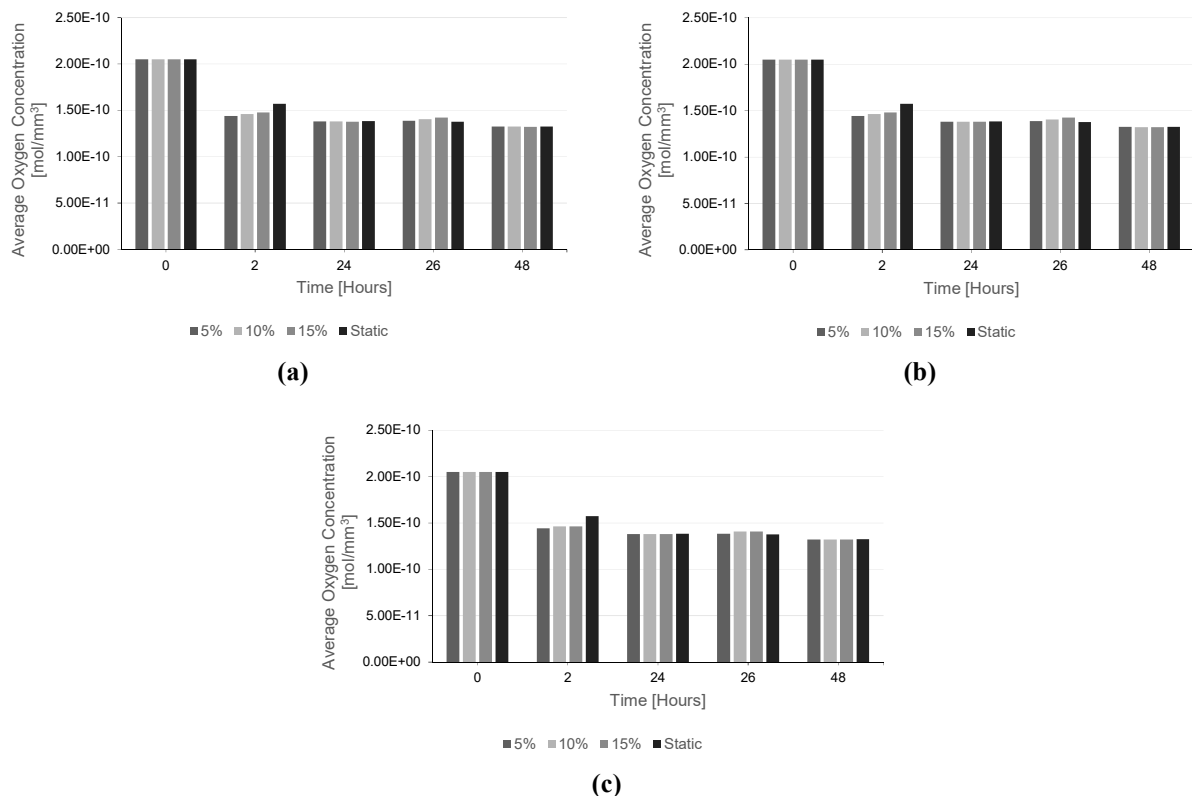 Average Oxygen Concentration
[mol/mm³]
2.50E-10
2.00E-10
1.50E-10
1.00E-10
5.00E-11
0.00E+00
0 2 24 26 48
Time [Hours]
5% 10% 15% Static
(a)
Average Oxygen Concentration
[mol/mm³]
2.50E-10
2.00E-10
1.50E-10
1.00E-10
5.00E-11
0.00E+00
0 2 24 26 48
Time [Hours]
5% 10% 15% Static
(b)
Average Oxygen Concentration
[mol/mm³]
2.50E-10
2.00E-10
1.50E-10
1.00E-10
5.00E-11
0.00E+00
0 2 24 26 48
Time [Hours]
5% 10% 15% Static
(c)